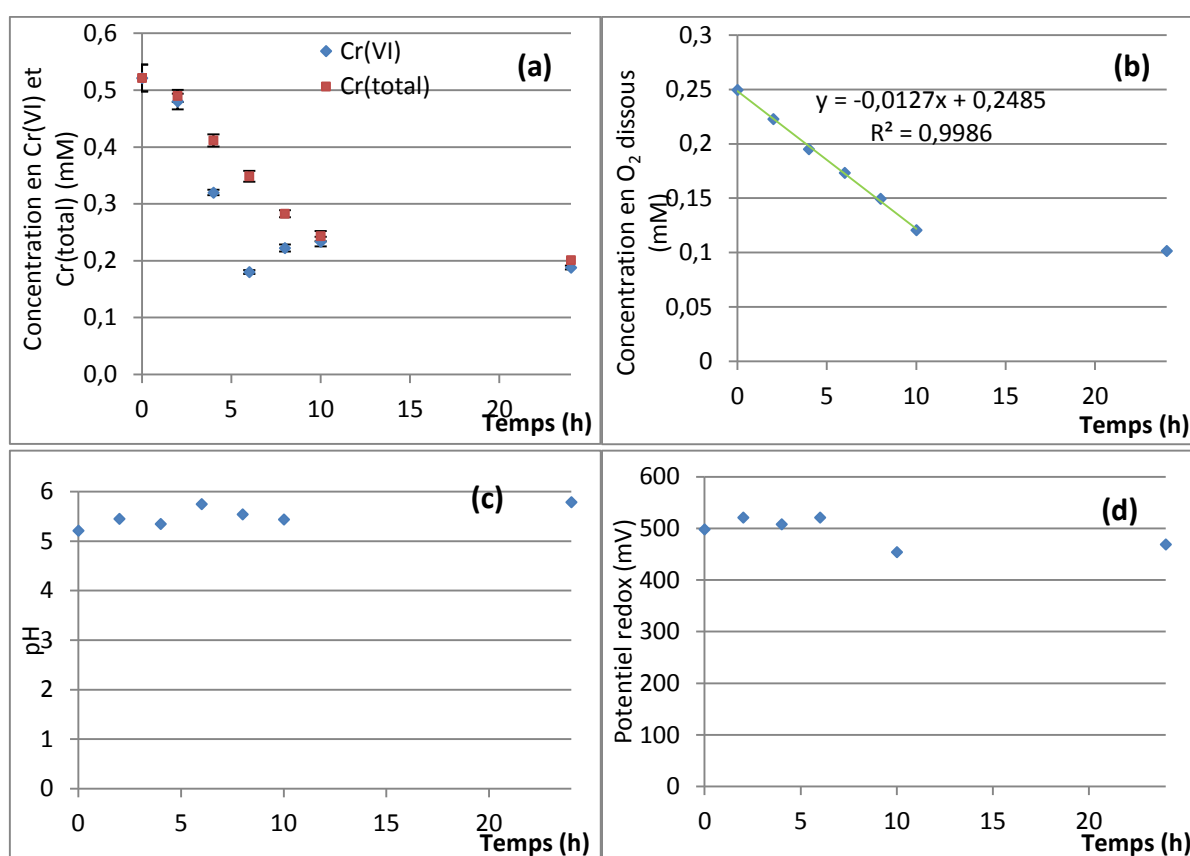 Concentration en Cr(VI) et
Cr(total) (mM)
0,6
0,5
0,4
0,3
0,2
0,1
0,0
Cr(VI)
Cr(total)
(a)
0 5 10 15 20
Temps (h)
Concentration en O₂ dissous
(mM)
0,3
0,25
0,2
0,15
0,1
0,05
0
(b)
y = -0,0127x + 0,2485
R² = 0,9986
0 5 10 15 20
Temps (h)
pH
6
5
4
3
2
1
0
(c)
0 5 10 15 20
Temps (h)
Potentiel redox (mV)
600
500
400
300
200
100
0
(d)
0 5 10 15 20
Temps (h)